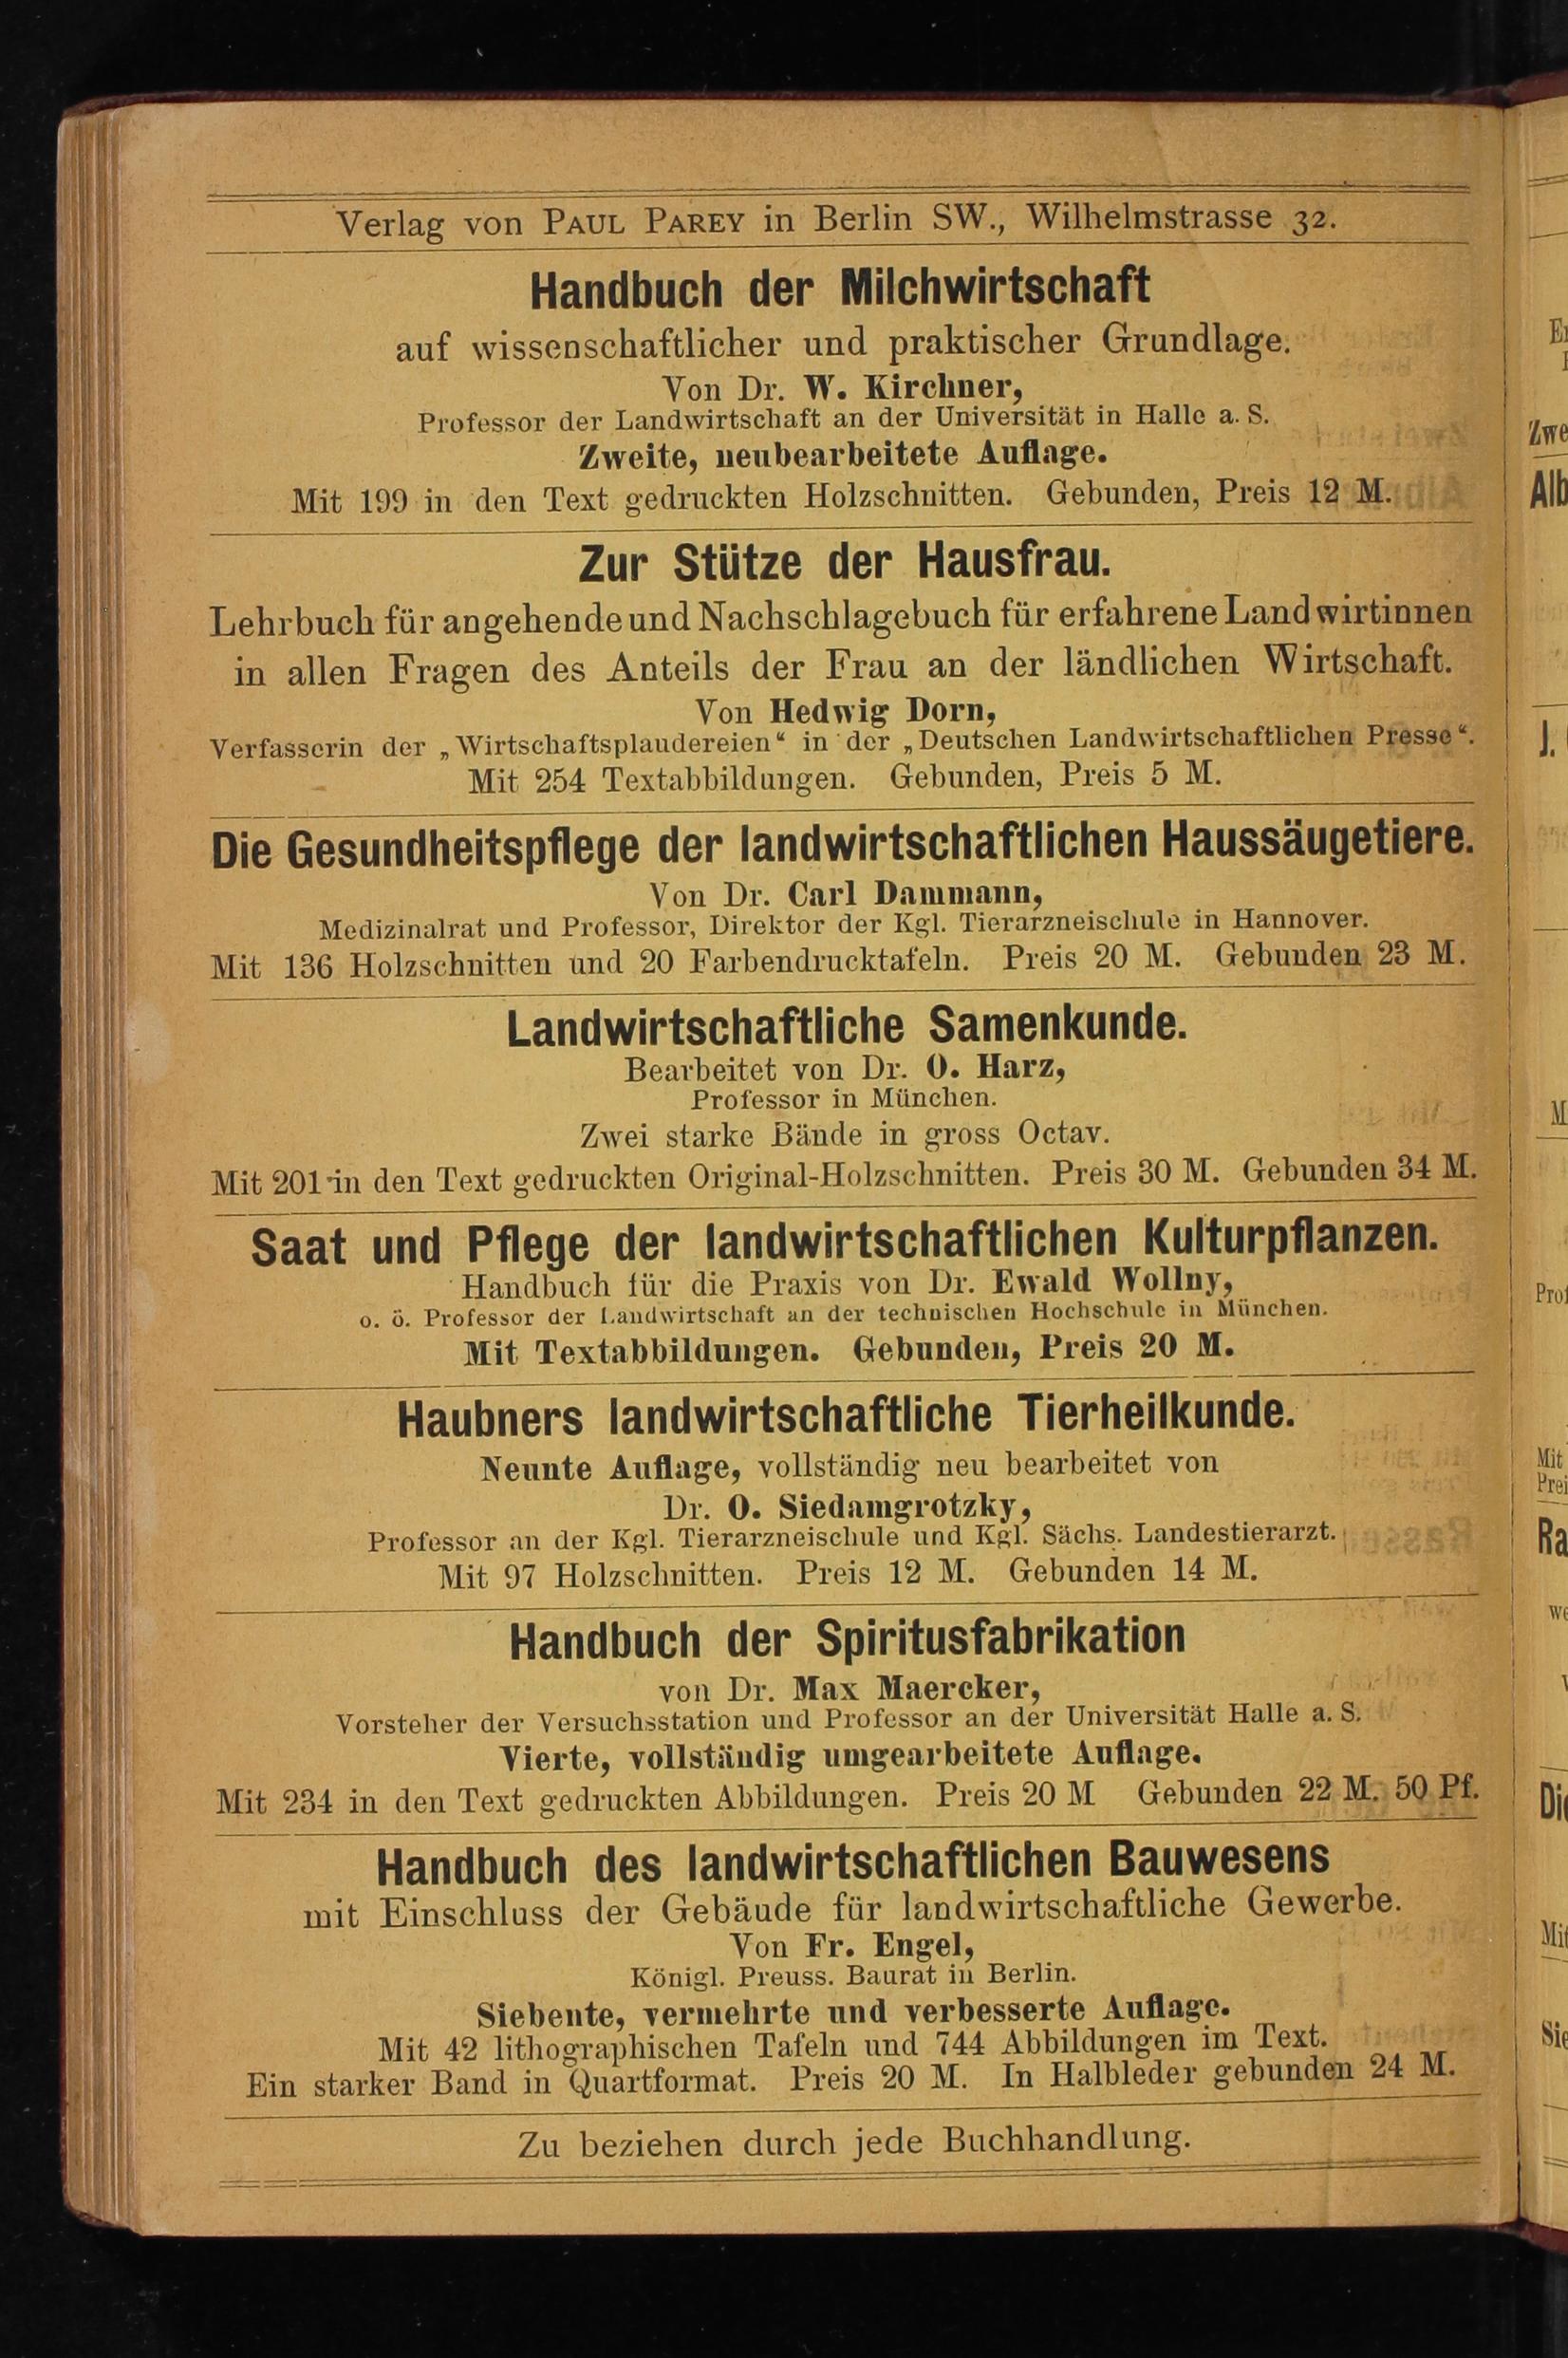 Verlag von PAUL PAREY in Berlin SW., Wilhelmstrasse 32.
Handbuch der Milchwirtschaft
auf wissenschaftlicher und praktischer Grundlage.
Von Dr. W. Kirchner,
Professor der Landwirtschaft an der Universität in Halle a. S.
Zweite, neubearbeitete Auflage.
Mit 199 in den Text gedruckten Holzschnitten. Gebunden, Preis 12 M.
Zur Stütze der Hausfrau.
Lehrbuch für angehende und Nachschlagebuch für erfahrene Landwirtinnen
in allen Fragen des Anteils der Frau an der ländlichen Wirtschaft.
Von Hedwig Dorn,
Verfasserin der „Wirtschaftsplaudereien“ in der „Deutschen Landwirtschaftlichen Presse“.
Mit 254 Textabbildungen. Gebunden, Preis 5 M.
Die Gesundheitspflege der landwirtschaftlichen Haussäugetiere.
Von Dr. Carl Dammann,
Medizinalrat und Professor, Direktor der Kgl. Tierarzneischule in Hannover.
Mit 136 Holzschnitten und 20 Farbendrucktafeln. Preis 20 M. Gebunden 23 M.
Landwirtschaftliche Samenkunde.
Bearbeitet von Dr. O. Harz,
Professor in München.
Zwei starke Bände in gross Octav.
Mit 201 in den Text gedruckten Original-Holzschnitten. Preis 30 M. Gebunden 34 M.
Saat und Pflege der landwirtschaftlichen Kulturpflanzen.
Handbuch für die Praxis von Dr. Ewald Wollny,
o. ö. Professor der Landwirtschaft an der technischen Hochschule in München.
Mit Textabbildungen. Gebunden, Preis 20 M.
Haubners landwirtschaftliche Tierheilkunde.
Neunte Auflage, vollständig neu bearbeitet von
Dr. O. Siedamgrotzky,
Professor an der Kgl. Tierarzneischule und Kgl. Sächs. Landestierarzt.
Mit 97 Holzschnitten. Preis 12 M. Gebunden 14 M.
Handbuch der Spiritusfabrikation
von Dr. Max Maercker,
Vorsteher der Versuchsstation und Professor an der Universität Halle a. S.
Vierte, vollständig umgearbeitete Auflage.
Mit 234 in den Text gedruckten Abbildungen. Preis 20 M Gebunden 22 M. 50 Pf.
Handbuch des landwirtschaftlichen Bauwesens
mit Einschluss der Gebäude für landwirtschaftliche Gewerbe.
Von Fr. Engel,
Königl. Preuss. Baurat in Berlin.
Siebente, vermehrte und verbesserte Auflage.
Mit 42 lithographischen Tafeln und 744 Abbildungen im Text.
Ein starker Band in Quartformat. Preis 20 M. In Halbleder gebunden 24 M.
Zu beziehen durch jede Buchhandlung.